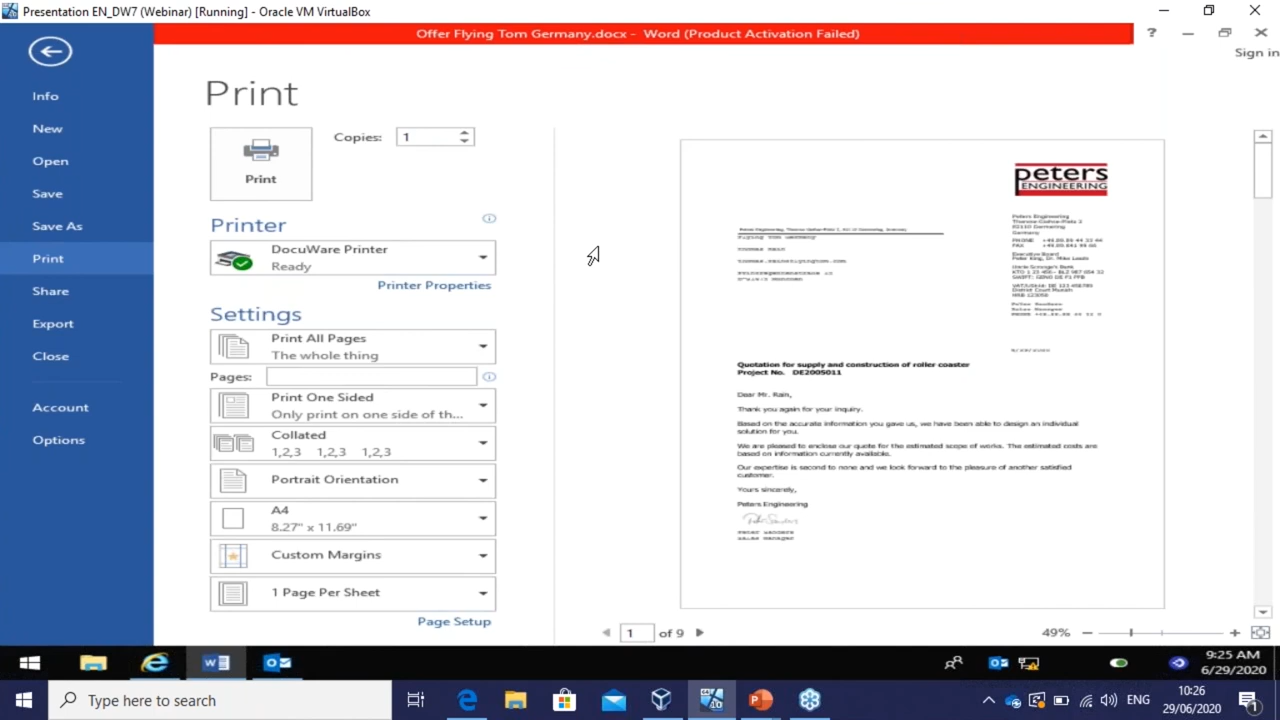 Presentation EN_DW7 (Webinar) [Running] - Oracle VM VirtualBox
Offer Flying Tom Germany.docx - Word (Product Activation Failed)
?
Sign in
Info
New
Open
Save
Save As
Print
Share
Export
Close
Account
Options
Print
Print
Copies: 1
Printer
DocuWare Printer
Ready
Printer Properties
Settings
Print All Pages
The whole thing
Pages:
Print One Sided
Only print on one side of th...
Collated
1,2,3 1,2,3 1,2,3
Portrait Orientation
A4
8.27" x 11.69"
Custom Margins
1 Page Per Sheet
Page Setup
peters
ENGINEERING
Peters Engineering
Germany
Executive Board
Quotation for supply and construction of roller coaster
Project No. DE2005011
Dear Mr. Rain,
Thank you again for your inquiry.
Based on the accurate information you gave us, we have been able to design an individual
solution for you.
We are pleased to enclose our quote for the estimated scope of works. The estimated costs are
based on information currently available.
Our expertise is second to none and we look forward to the pleasure of another satisfied
customer.
Yours sincerely,
Peters Engineering
1 of 9
49%
9:25 AM
6/29/2020
Type here to search
ENG
10:26
29/06/2020
1